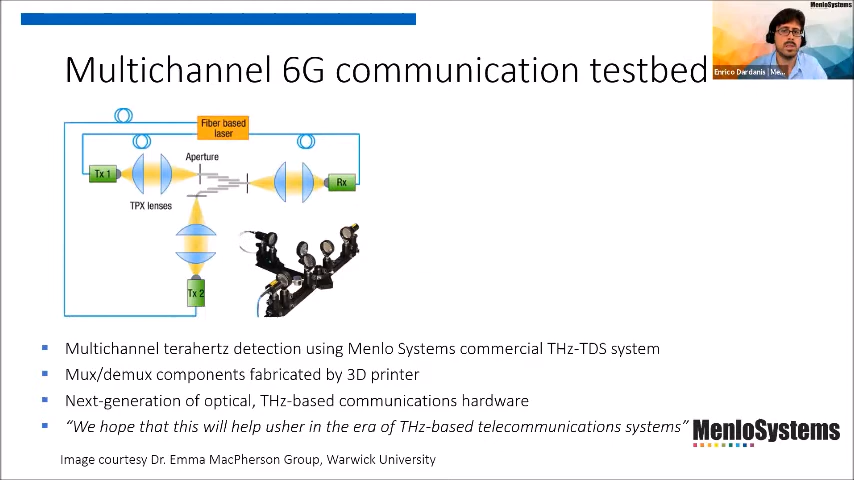 MenloSystems
Enrico Dardanis | Me...
Multichannel 6G communication testbed
Fiber based
laser
Aperture
Tx 1
Rx
TPX lenses
Tx 2
Multichannel terahertz detection using Menlo Systems commercial THz-TDS system
Mux/demux components fabricated by 3D printer
Next-generation of optical, THz-based communications hardware
“We hope that this will help usher in the era of THz-based telecommunications systems”
MenloSystems
Image courtesy Dr. Emma MacPherson Group, Warwick University